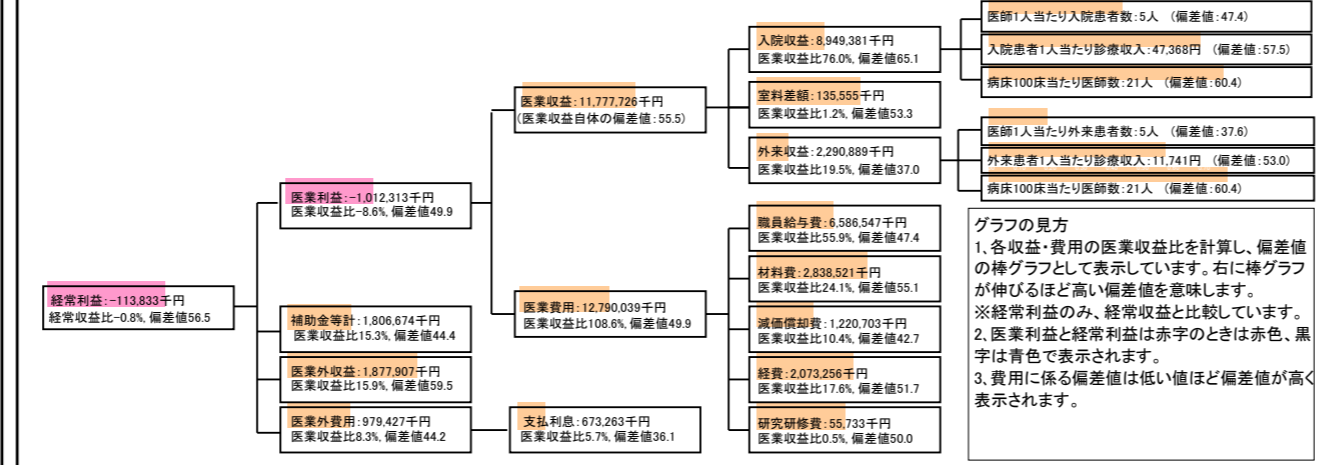 経常利益:-113,833千円
経常収比-0.8%, 偏差値56.5
医業利益:-1,012,313千円
医業収益比-8.6%, 偏差値49.9
補助金等計:1,806,674千円
医業収益比15.3%, 偏差値44.4
医業外収益:1,877,907千円
医業収益比15.9%, 偏差値59.5
医業外費用:979,427千円
医業収益比8.3%, 偏差値44.2
医業収益:11,777,726千円
(医業収益自体の偏差値:55.5)
医業費用:12,790,039千円
医業収益比108.6%, 偏差値49.9
支払利息:673,263千円
医業収益比5.7%, 偏差値36.1
入院収益:8,949,381千円
医業収益比76.0%, 偏差値65.1
室料差額:135,555千円
医業収益比1.2%, 偏差値53.3
外来収益:2,290,889千円
医業収益比19.5%, 偏差値37.0
職員給与費:6,586,547千円
医業収益比55.9%, 偏差値47.4
材料費:2,838,521千円
医業収益比24.1%, 偏差値55.1
減価償却費:1,220,703千円
医業収益比10.4%, 偏差値42.7
経費:2,073,256千円
医業収益比17.6%, 偏差値51.7
研究研修費:55,733千円
医業収益比0.5%, 偏差値50.0
医師1人当たり入院患者数:5人 (偏差値:47.4)
入院患者1人当たり診療収入:47,368円 (偏差値:57.5)
病床100床当たり医師数:21人 (偏差値:60.4)
医師1人当たり外来患者数:5人 (偏差値:37.6)
外来患者1人当たり診療収入:11,741円 (偏差値:53.0)
病床100床当たり医師数:21人 (偏差値:60.4)
グラフの見方
1、各収益・費用の医業収益比を計算し、偏差値
の棒グラフとして表示しています。右に棒グラフ
が伸びるほど高い偏差値を意味します。
※経常利益のみ、経常収益と比較しています。
2、医業利益と経常利益は赤字のときは赤色、黒
字は青色で表示されます。
3、費用に係る偏差値は低い値ほど偏差値が高く
表示されます。